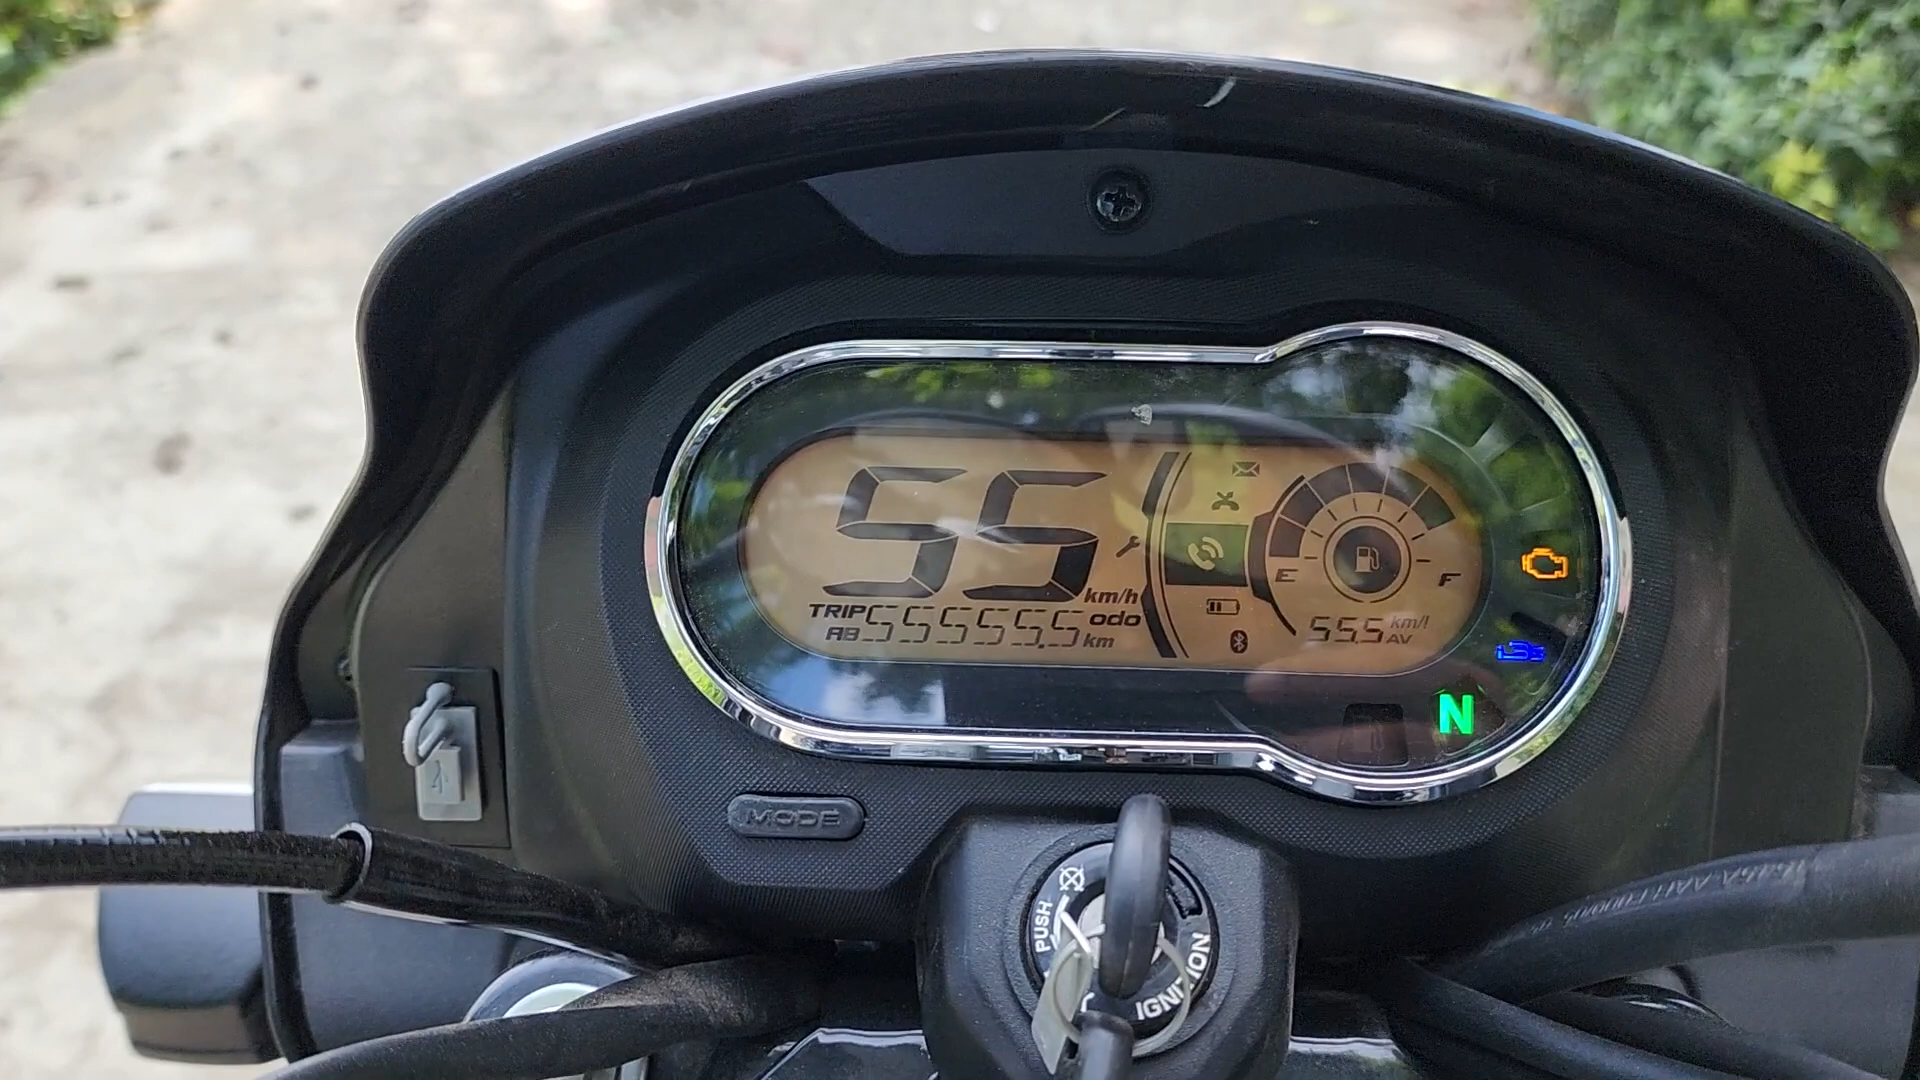 55
km/h
TRIP
AB
55555.5
odo
km
E
F
55.5
km/l
AV
N
MODE
PUSH
IGNITION